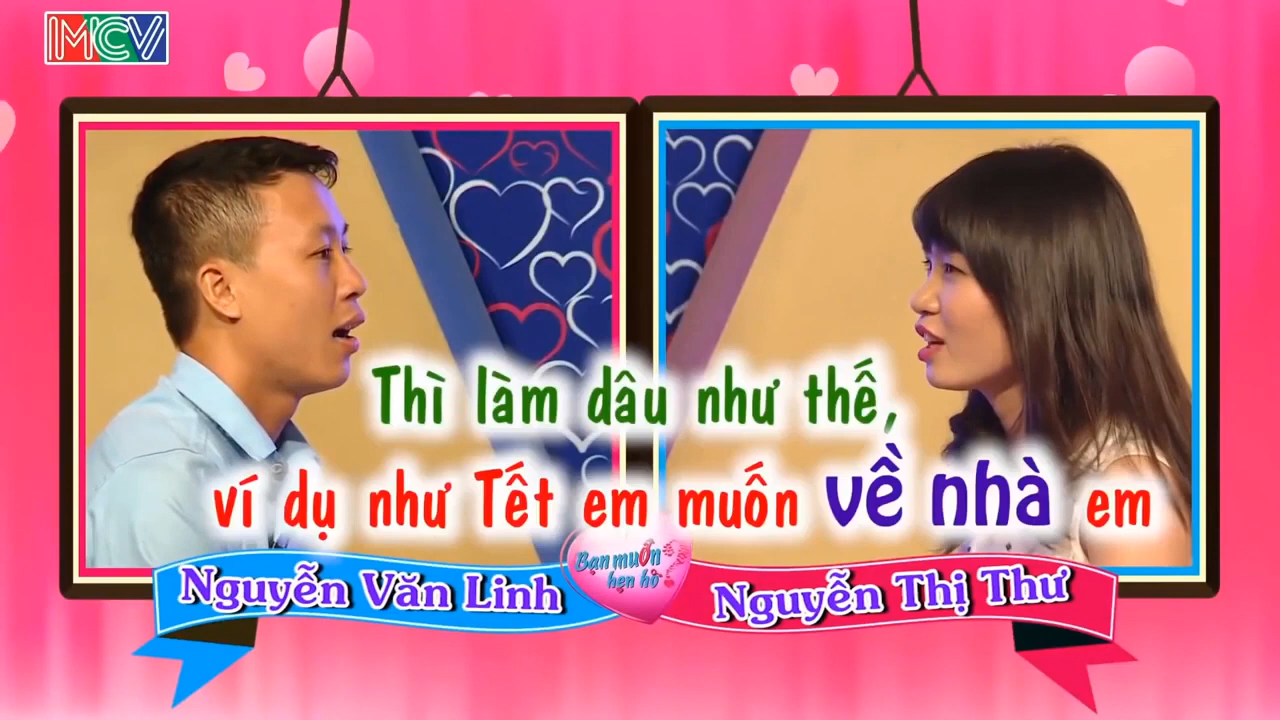 MCV
Thì làm dâu như thế,
ví dụ như Tết em muốn về nhà em
Bạn muốn
hẹn hò
Nguyễn Văn Linh
Nguyễn Thị Thư